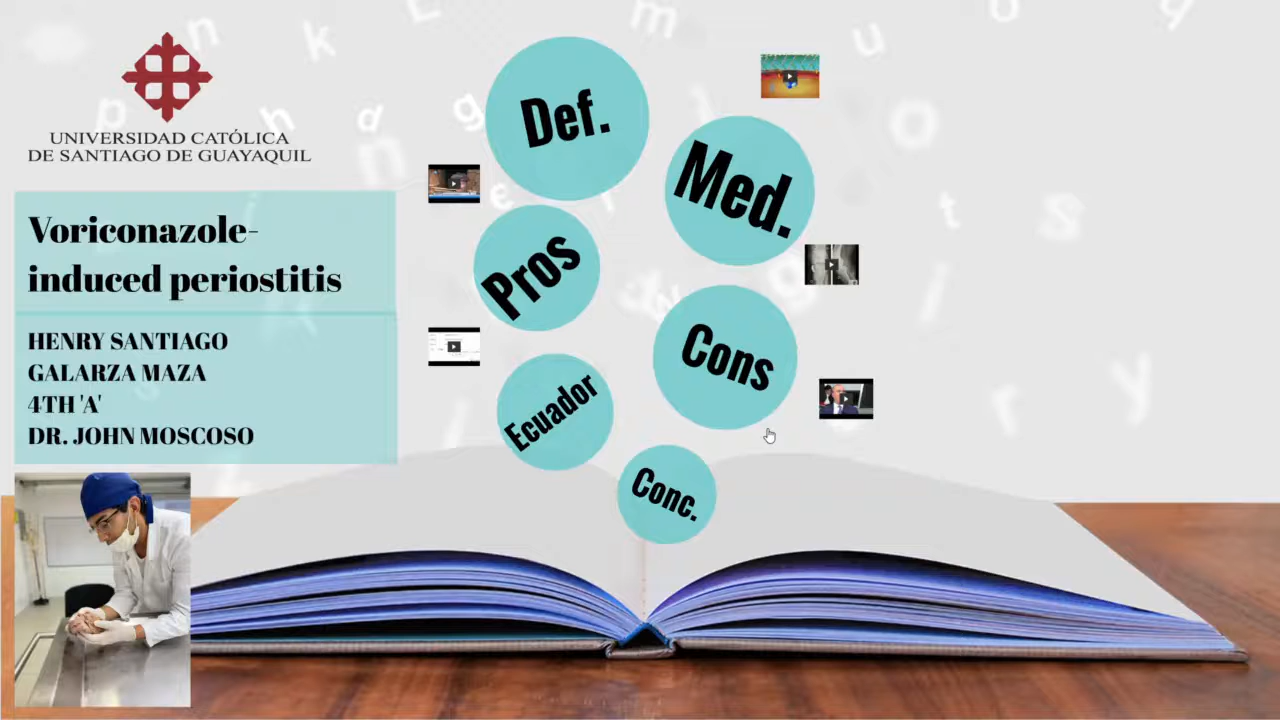 UNIVERSIDAD CATÓLICA
DE SANTIAGO DE GUAYAQUIL
Voriconazole-
induced periostitis
HENRY SANTIAGO
GALARZA MAZA
4TH 'A'
DR. JOHN MOSCOSO
Def.
Med.
Pros
Cons
Ecuador
Conc.